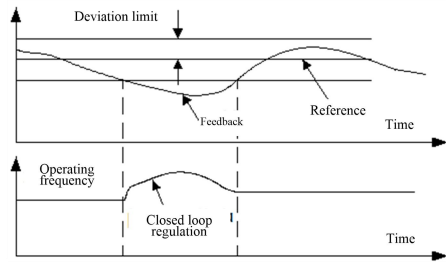 Deviation limit
Feedback
Reference
Time
Operating
frequency
Closed loop
regulation
Time